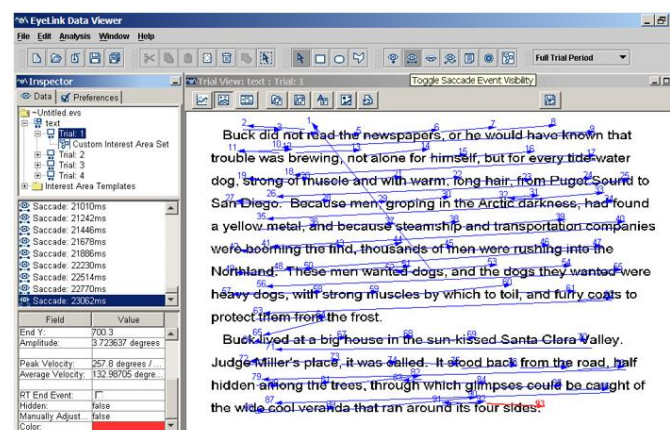 EyeLink Data Viewer
File Edit Analysis Window Help
Full Trial Period
Inspector
Trial View: text : Trial: 1
Toggle Saccade Event Visibility
Data Preferences
~Untitled.evs
text
Trial: 1
Custom Interest Area Set
Trial: 2
Trial: 3
Trial: 4
Interest Area Templates
Saccade: 21010ms
Saccade: 21242ms
Saccade: 21446ms
Saccade: 21678ms
Saccade: 21886ms
Saccade: 22230ms
Saccade: 22514ms
Saccade: 22770ms
Saccade: 23062ms
Field Value
End Y: 700.3
Amplitude: 3.723637 degrees
Peak Velocity: 257.8 degrees / ...
Average Velocity: 132.98705 degre...
RT End Event:
Hidden: false
Manually Adjust... false
Color:
Buck did not read the newspapers, or he would have known that
trouble was brewing, not alone for himself, but for every tide-water
dog, strong of muscle and with warm, long hair, from Puget Sound to
San Diego. Because men, groping in the Arctic darkness, had found
a yellow metal, and because steamship and transportation companies
were booming the find, thousands of men were rushing into the
Northland. These men wanted dogs, and the dogs they wanted were
heavy dogs, with strong muscles by which to toil, and furry coats to
protect them from the frost.
Buck lived at a big house in the sun-kissed Santa Clara Valley.
Judge Miller's place, it was called. It stood back from the road, half
hidden among the trees, through which glimpses could be caught of
the wide cool veranda that ran around its four sides.
93